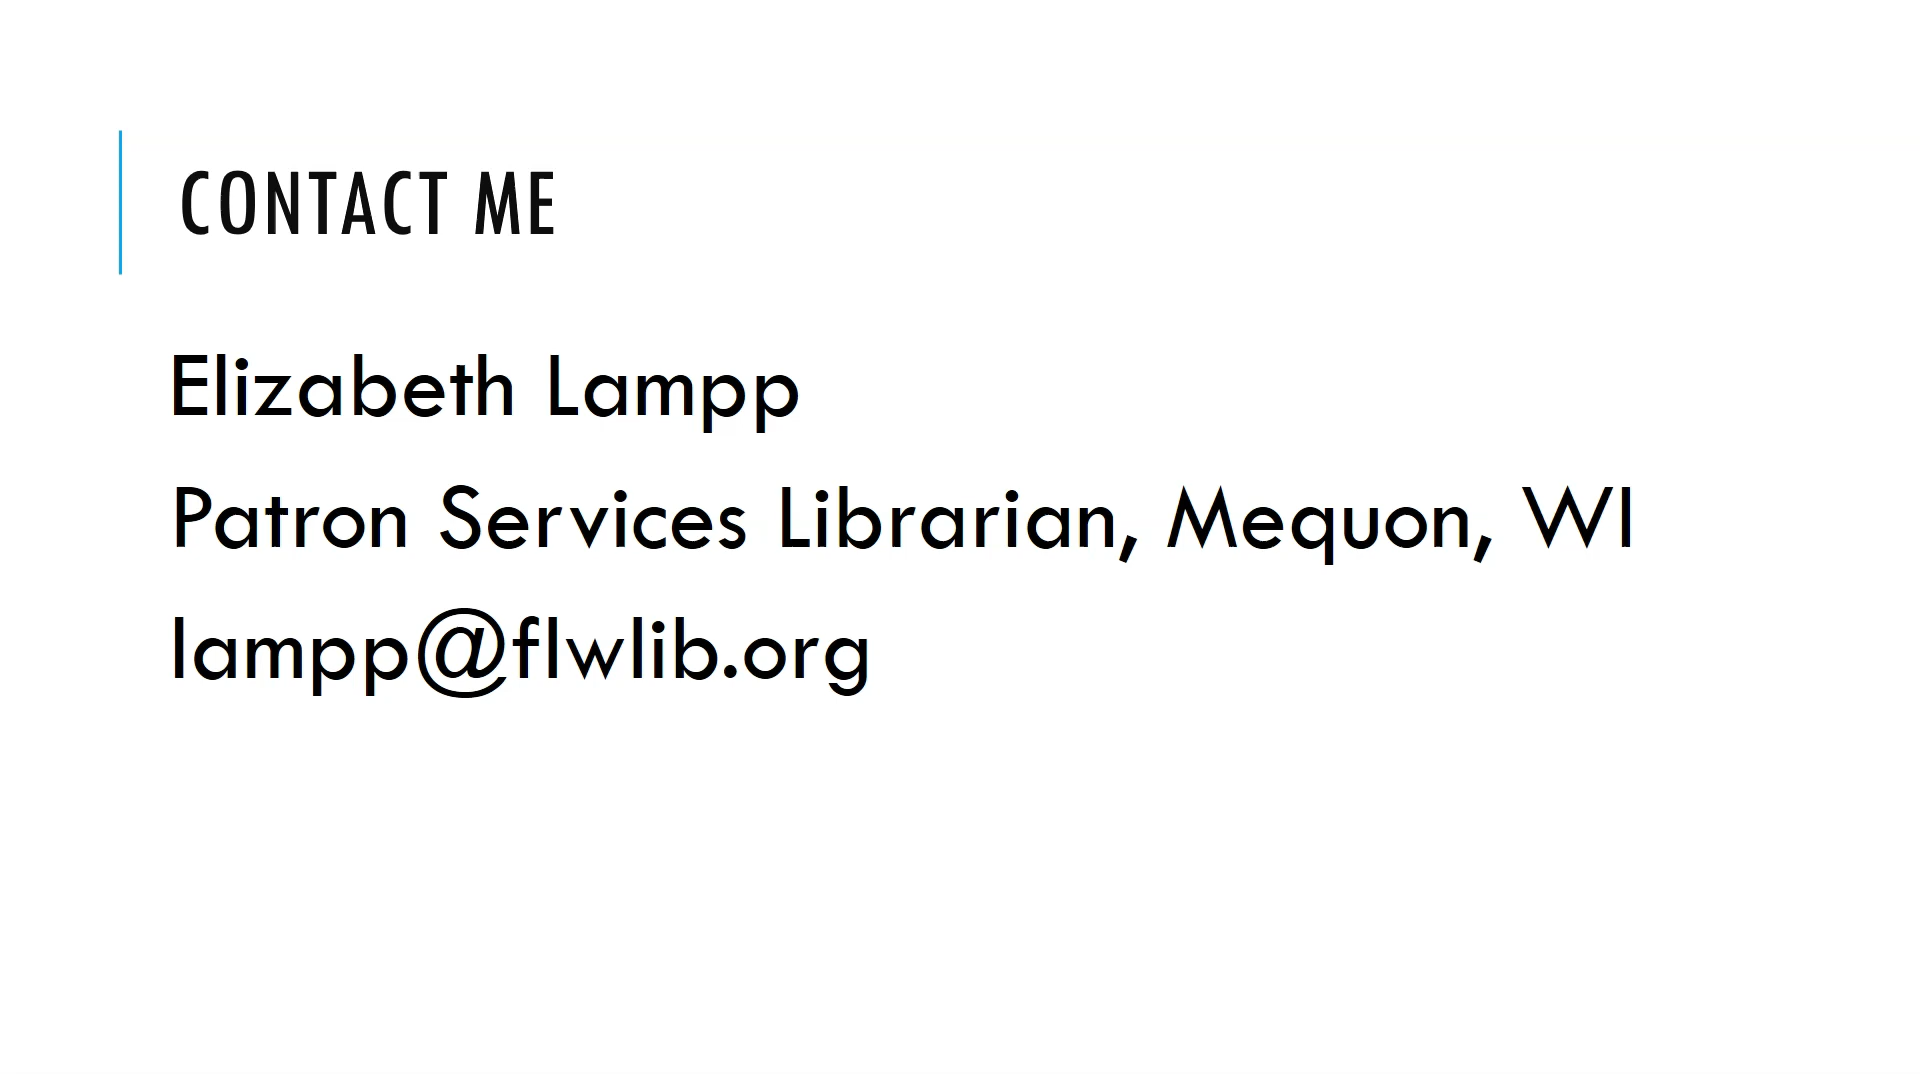 CONTACT ME
Elizabeth Lampp
Patron Services Librarian, Mequon, WI
lampp@flwlib.org